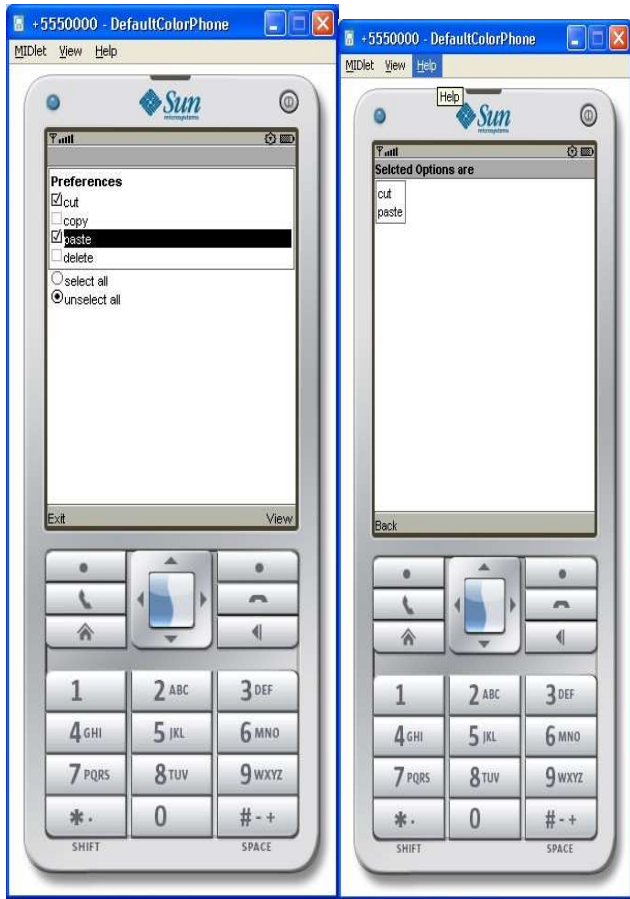 +5550000 - DefaultColorPhone
MIDlet View Help
Sun
microsystems
Preferences
cut
copy
paste
delete
select all
unselect all
Exit View
1 2 ABC 3 DEF
4 GHI 5 JKL 6 MNO
7 PQRS 8 TUV 9 WXYZ
* . 0 # - +
SHIFT SPACE
+5550000 - DefaultColorPhone
MIDlet View Help
Help
Sun
microsystems
Selcted Options are
cut
paste
Back
1 2 ABC 3 DEF
4 GHI 5 JKL 6 MNO
7 PQRS 8 TUV 9 WXYZ
* . 0 # - +
SHIFT SPACE